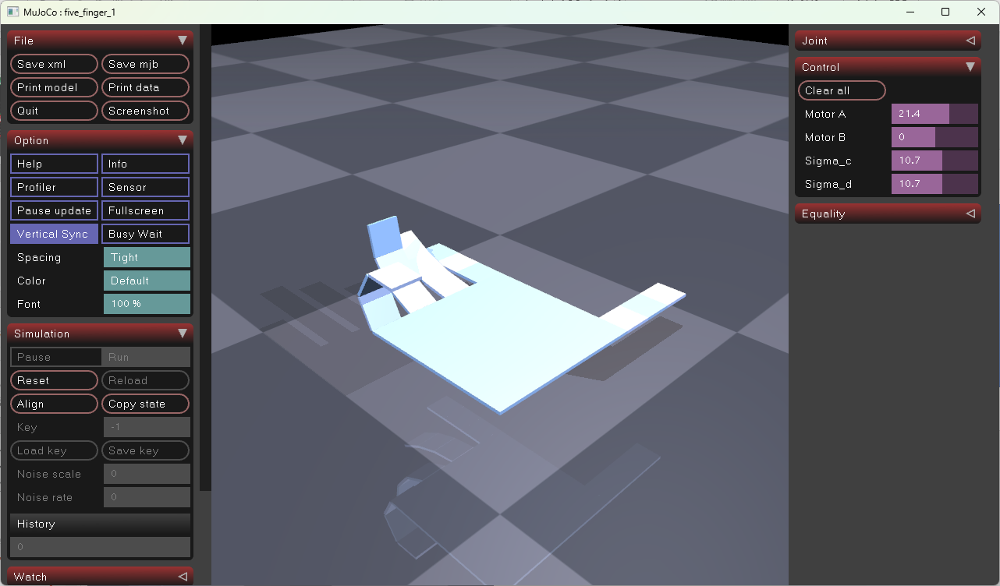 MuJoCo : five_finger_1
File
Save xml Save mjb
Print model Print data
Quit Screenshot
Option
Help Info
Profiler Sensor
Pause update Fullscreen
Vertical Sync Busy Wait
Spacing Tight
Color Default
Font 100 %
Simulation
Pause Run
Reset Reload
Align Copy state
Key -1
Load key Save key
Noise scale 0
Noise rate 0
History
0
Watch
Joint
Control
Clear all
Motor A 21.4
Motor B 0
Sigma_c 10.7
Sigma_d 10.7
Equality